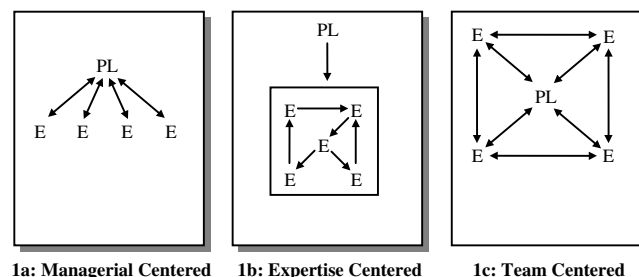 PL
E E E E
1a: Managerial Centered
PL
E E
E
E E
1b: Expertise Centered
E E
PL
E E
1c: Team Centered